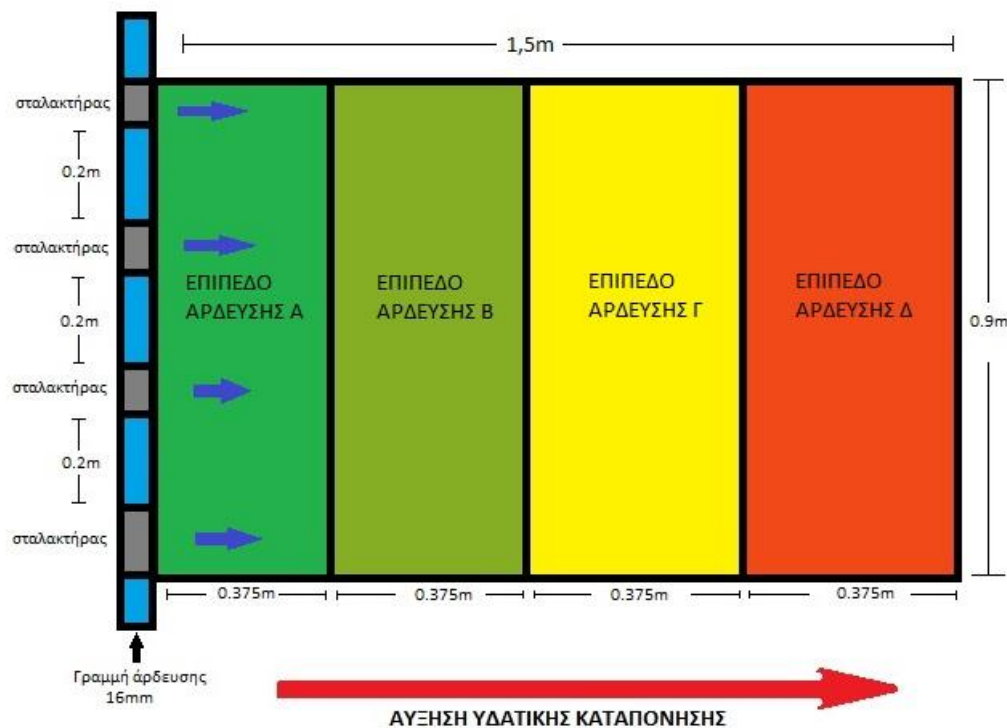 1,5m
σταλακτήρας
0.2m
σταλακτήρας
0.2m
σταλακτήρας
0.2m
σταλακτήρας
ΕΠΙΠΕΔΟ
ΑΡΔΕΥΣΗΣ Α
ΕΠΙΠΕΔΟ
ΑΡΔΕΥΣΗΣ Β
ΕΠΙΠΕΔΟ
ΑΡΔΕΥΣΗΣ Γ
ΕΠΙΠΕΔΟ
ΑΡΔΕΥΣΗΣ Δ
0.9m
0.375m
0.375m
0.375m
0.375m
Γραμμή άρδευσης
16mm
ΑΥΞΗΣΗ ΥΔΑΤΙΚΗΣ ΚΑΤΑΠΟΝΗΣΗΣ